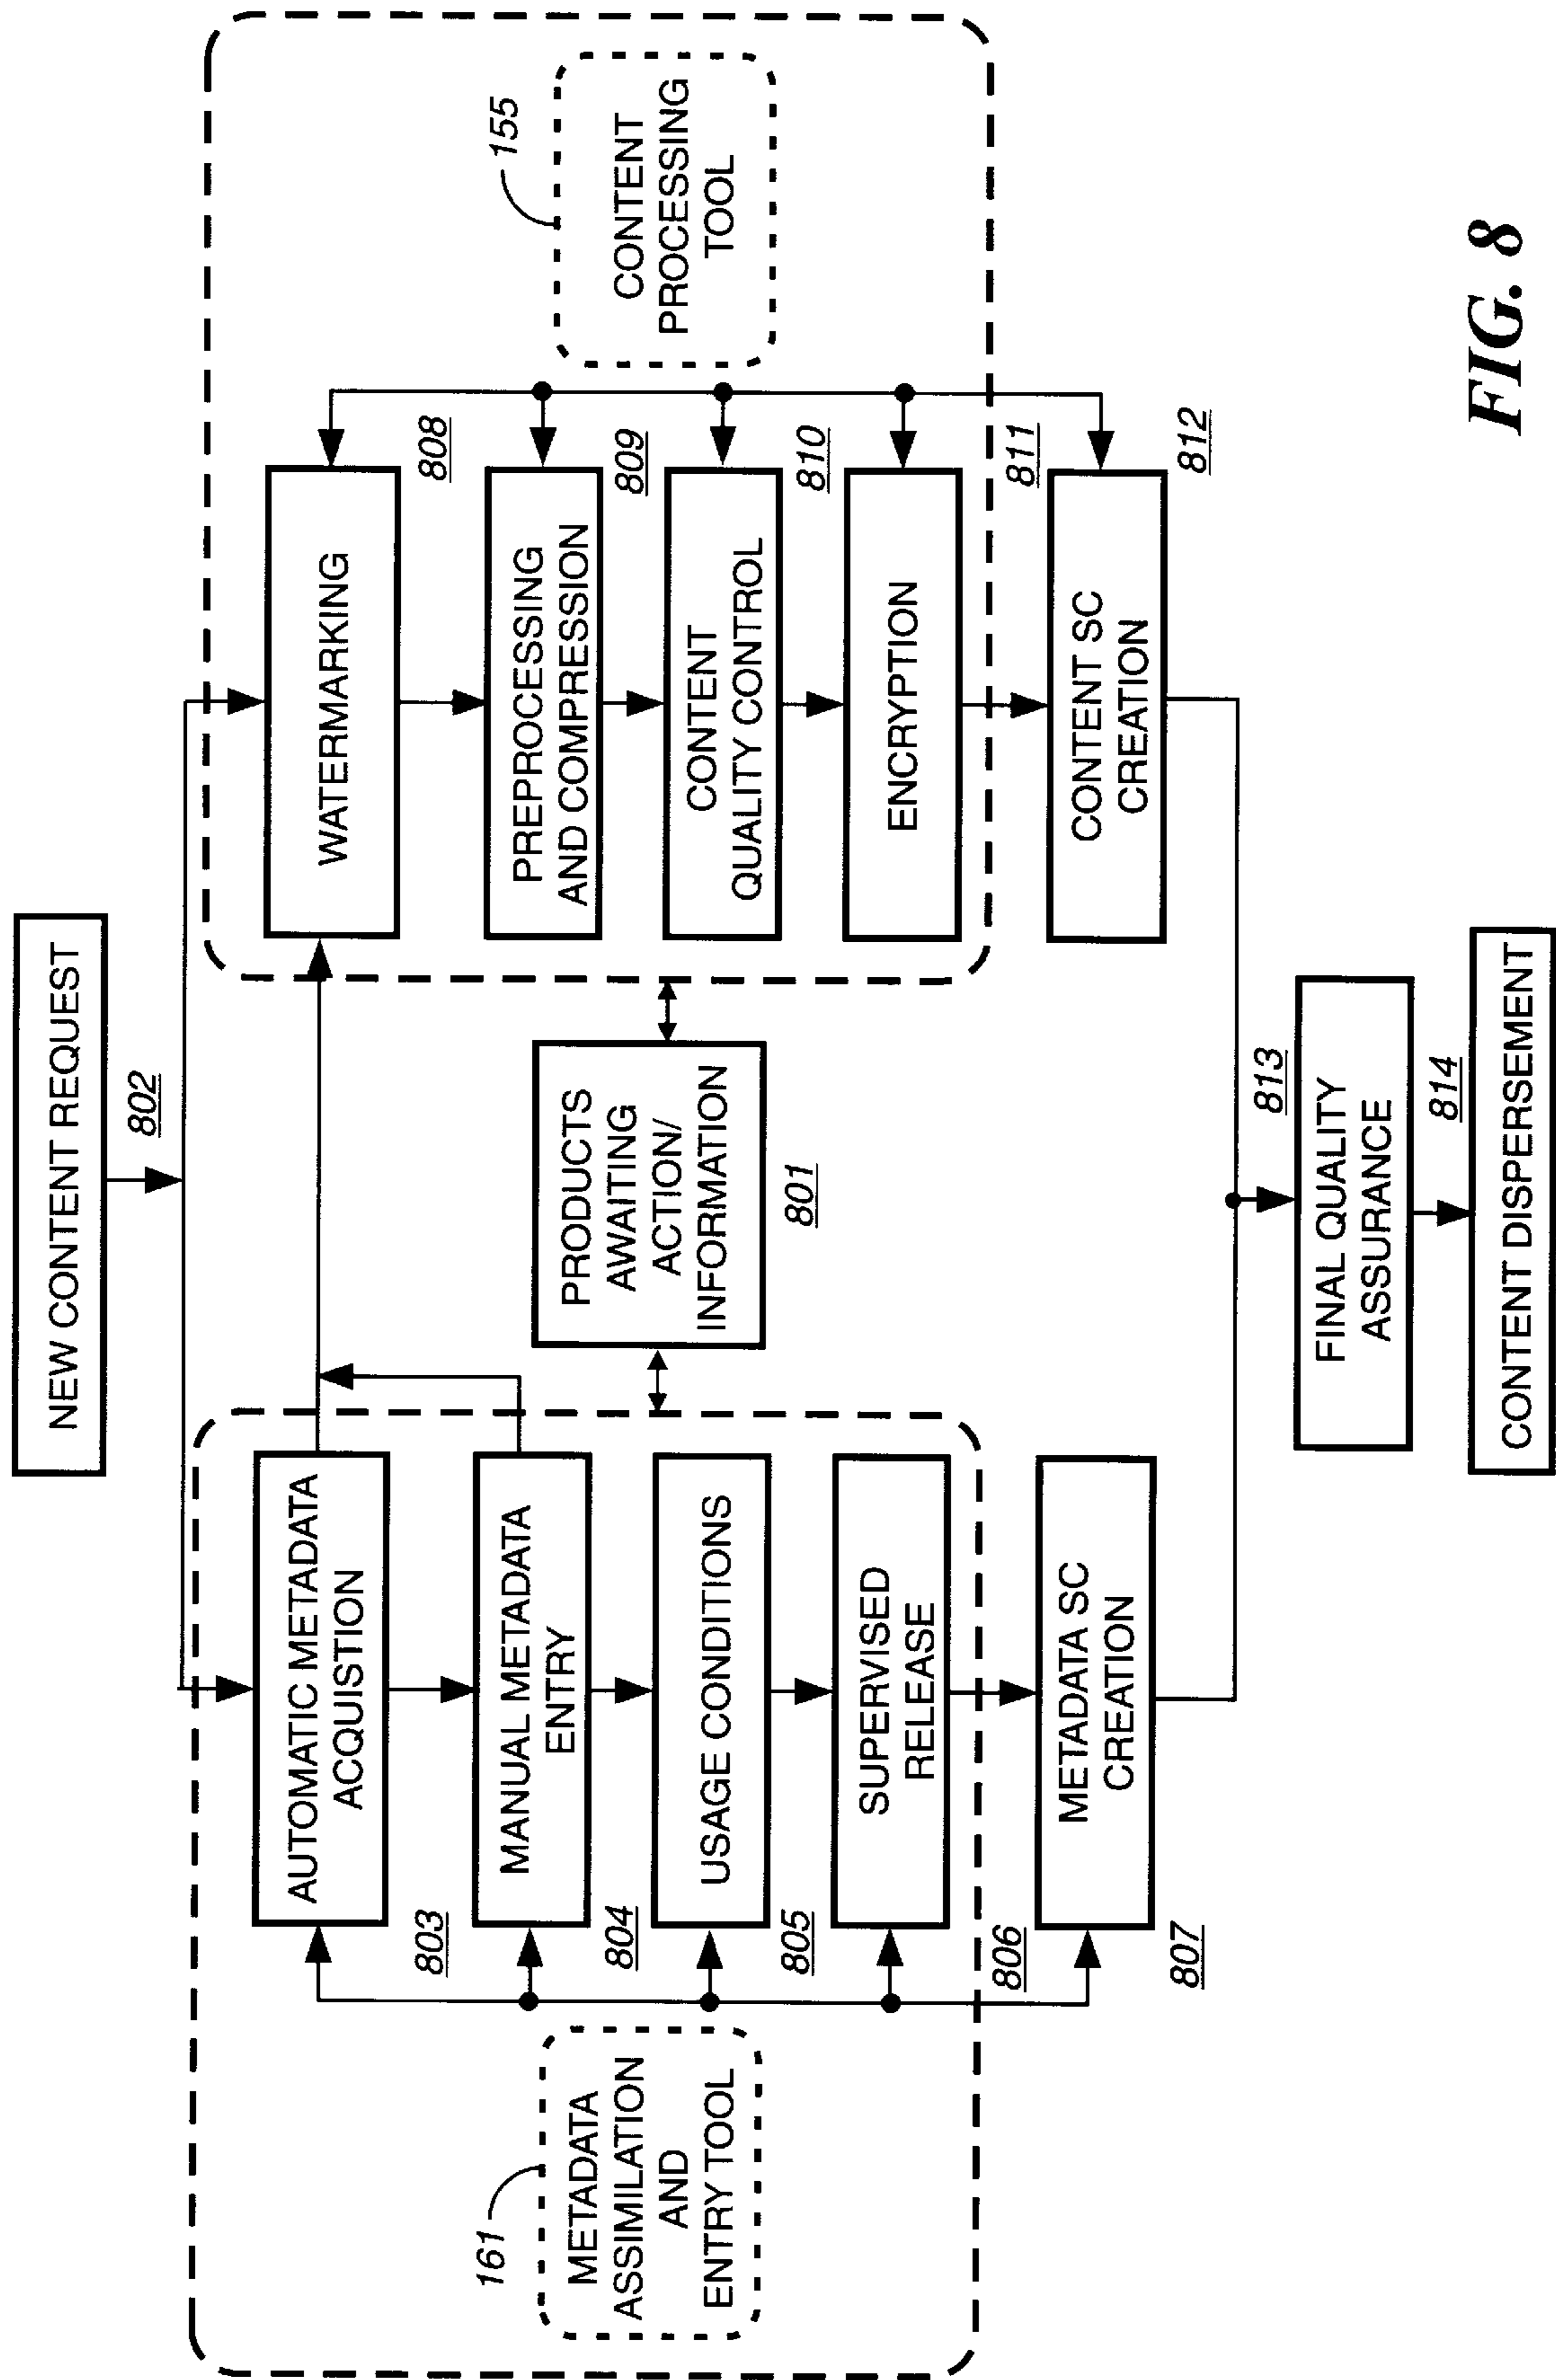 NEW CONTENT REQUEST
802
161
METADATA
ASSIMILATION
AND
ENTRY TOOL
AUTOMATIC METADATA
ACQUISTION
803
MANUAL METADATA
ENTRY
804
USAGE CONDITIONS
805
SUPERVISED
RELEASE
806
METADATA SC
CREATION
807
PRODUCTS
AWAITING
ACTION/
INFORMATION
801
WATERMARKING
808
PREPROCESSING
AND COMPRESSION
809
CONTENT
QUALITY CONTROL
810
ENCRYPTION
811
CONTENT SC
CREATION
812
155
CONTENT
PROCESSING
TOOL
FINAL QUALITY
ASSURANCE
813
CONTENT DISPERSEMENT
814
FIG. 8